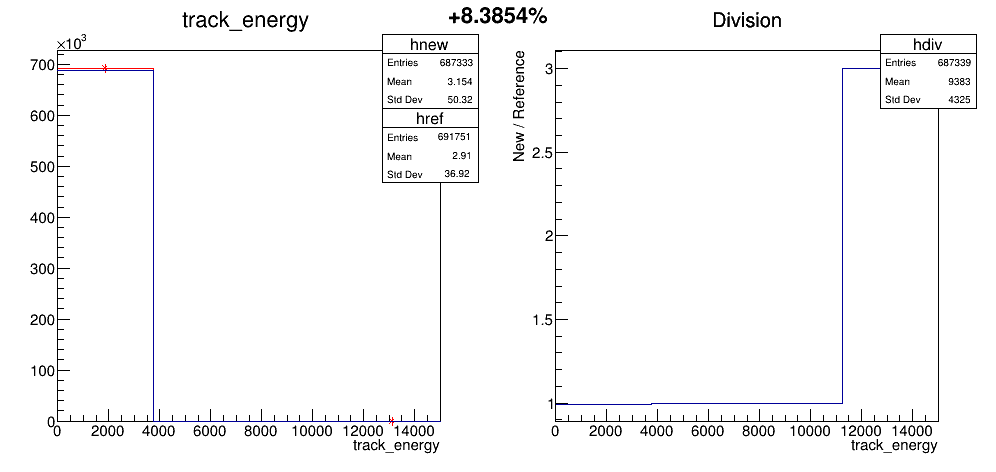 +8.3854%
track_energy
×10³
700
600
500
400
300
200
100
0
0 2000 4000 6000 8000 10000 12000 14000
track_energy
hnew
Entries 687333
Mean 3.154
Std Dev 50.32
href
Entries 691751
Mean 2.91
Std Dev 36.92
Division
New / Reference
3
2.5
2
1.5
1
0 2000 4000 6000 8000 10000 12000 14000
track_energy
hdiv
Entries 687339
Mean 9383
Std Dev 4325